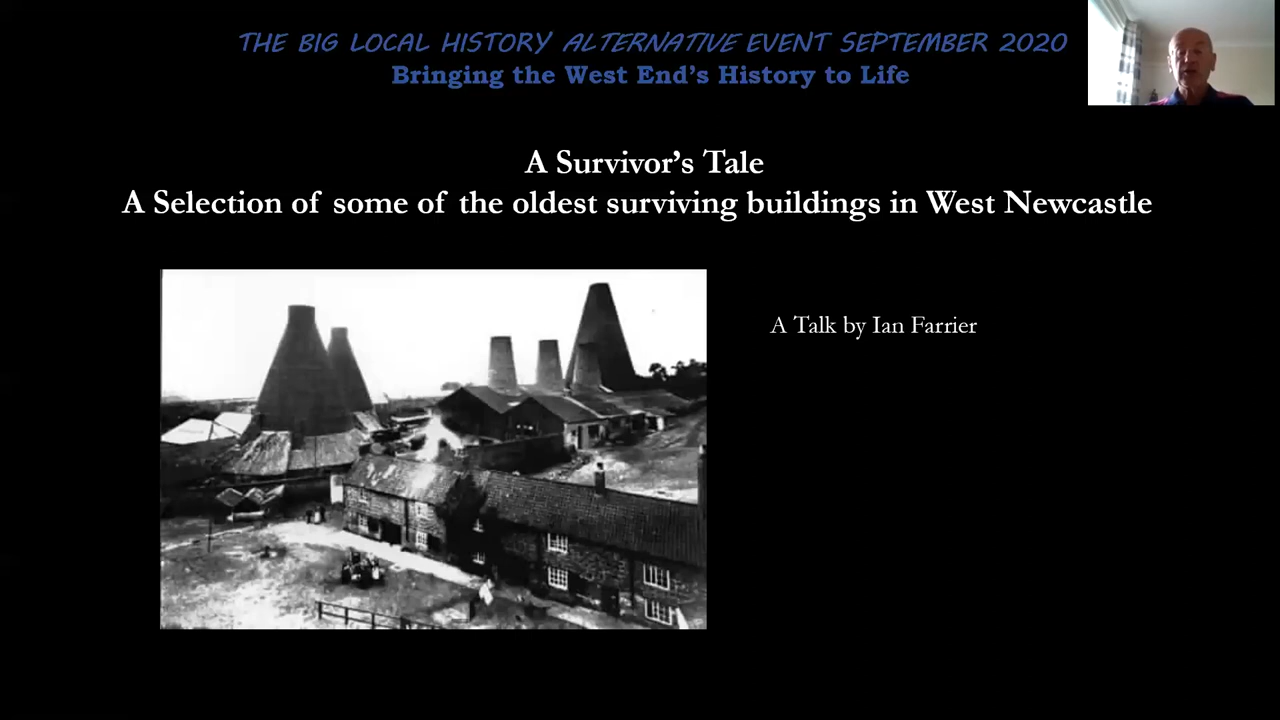 THE BIG LOCAL HISTORY ALTERNATIVE EVENT SEPTEMBER 2020
Bringing the West End's History to Life
A Survivor's Tale
A Selection of some of the oldest surviving buildings in West Newcastle
A Talk by Ian Farrier